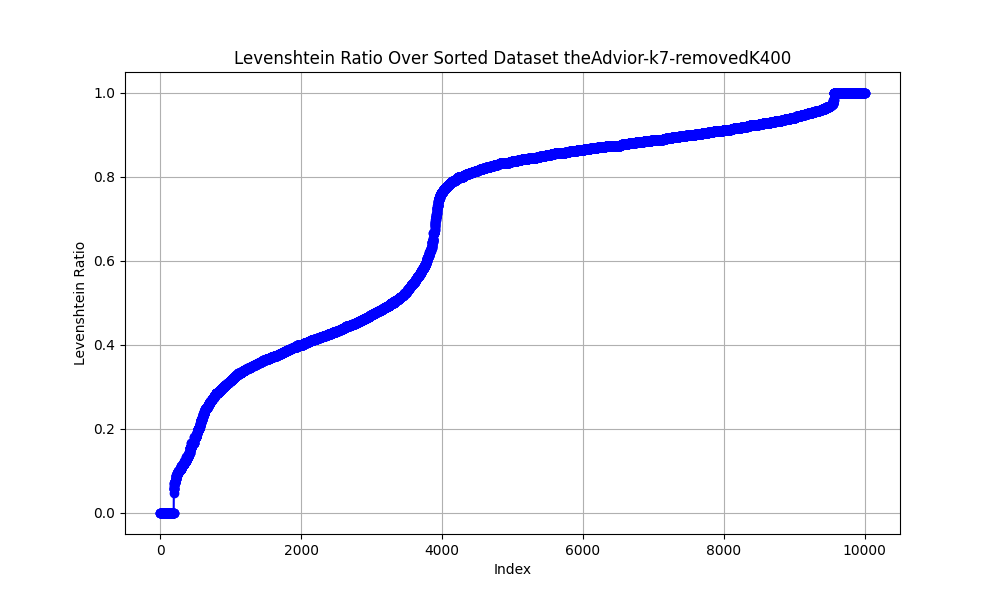 Levenshtein Ratio Over Sorted Dataset theAdvior-k7-removedK400
1.0
0.8
0.6
0.4
0.2
0.0
Levenshtein Ratio
0 2000 4000 6000 8000 10000
Index